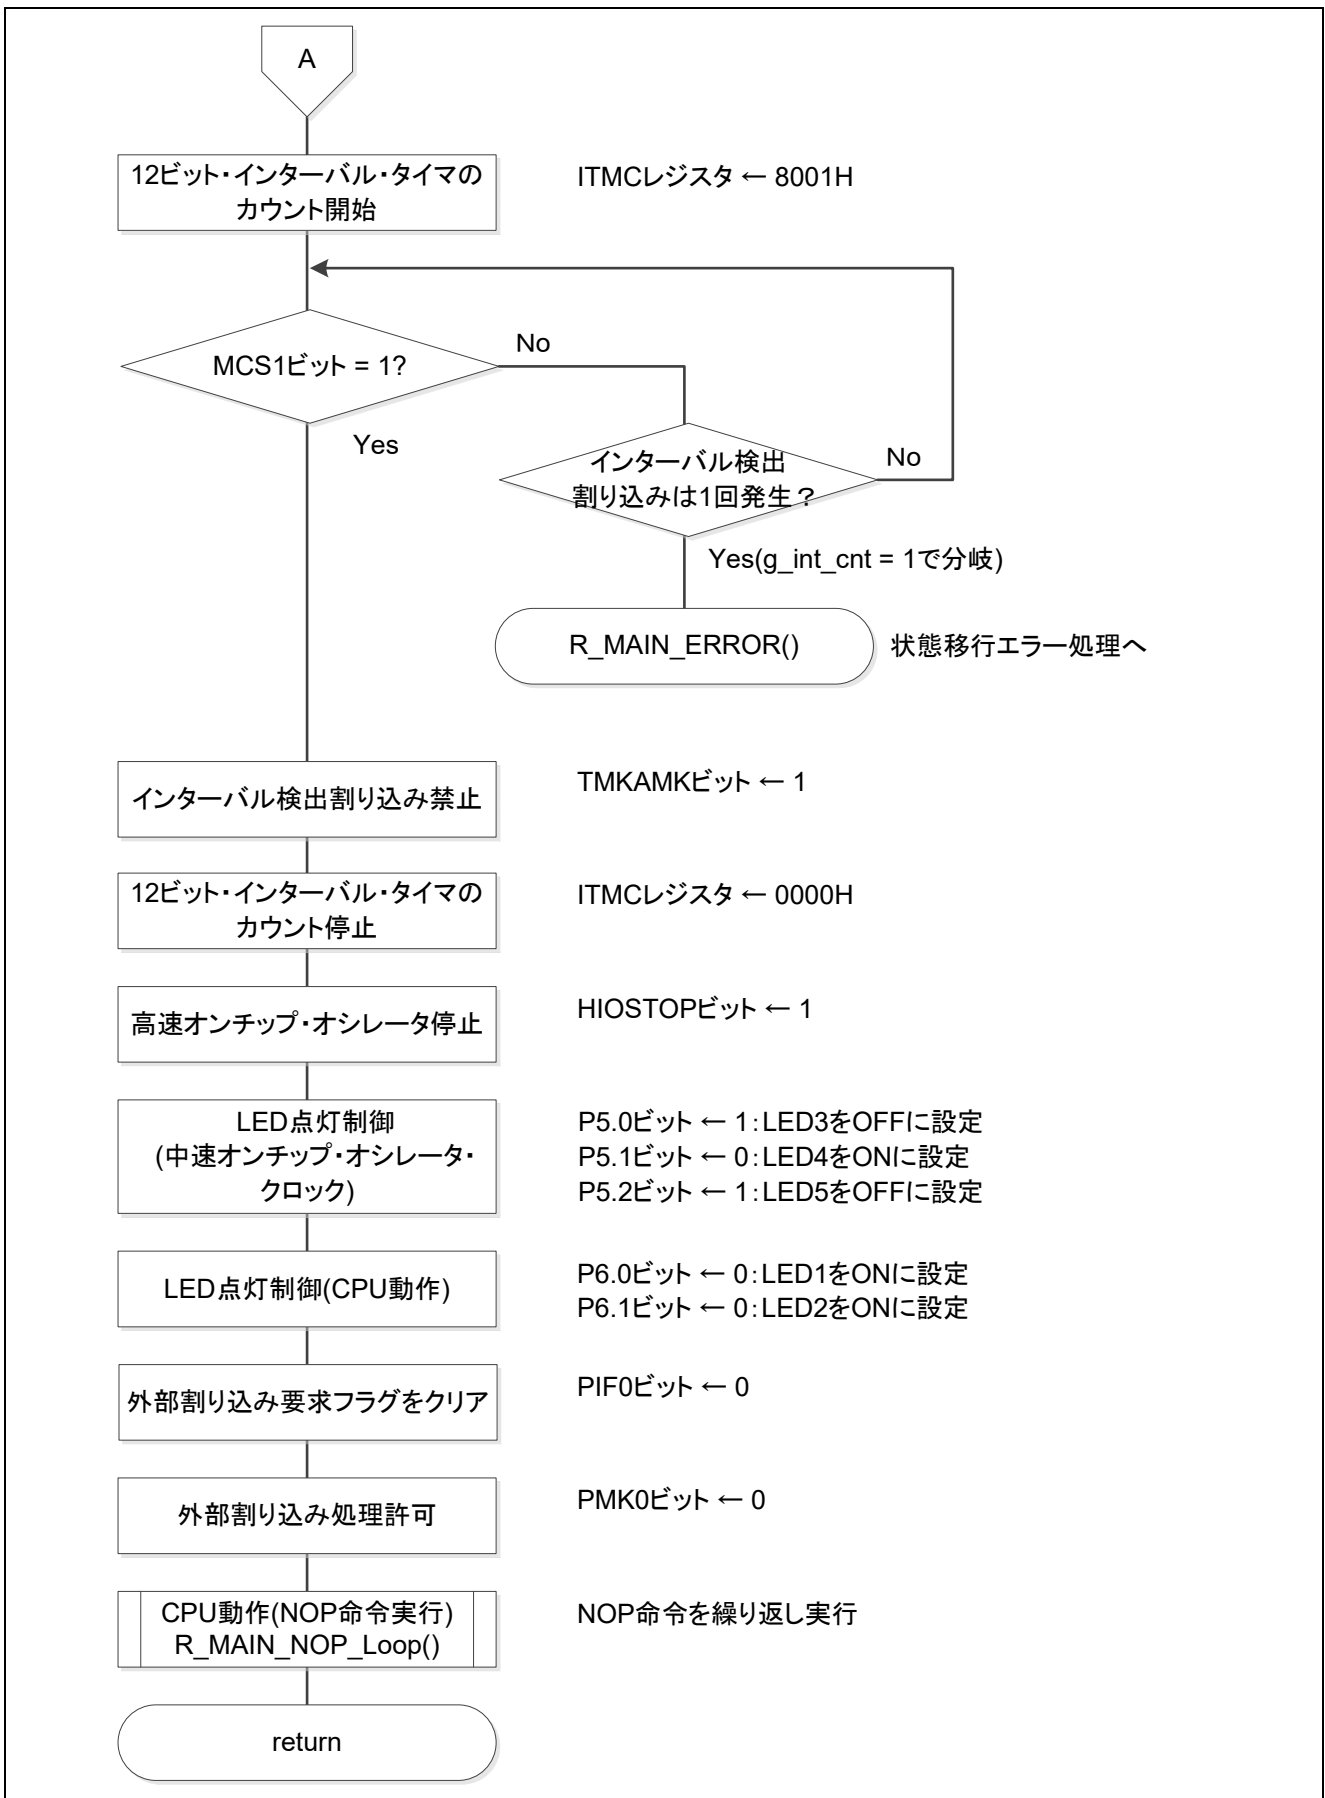 A
12ビット・インターバル・タイマの
カウント開始
ITMCレジスタ ← 8001H
MCS1ビット = 1?
No
Yes
インターバル検出
割り込みは1回発生？
No
Yes(g_int_cnt = 1で分岐)
R_MAIN_ERROR()
状態移行エラー処理へ
インターバル検出割り込み禁止
TMKAMKビット ← 1
12ビット・インターバル・タイマの
カウント停止
ITMCレジスタ ← 0000H
高速オンチップ・オシレータ停止
HIOSTOPビット ← 1
LED点灯制御
(中速オンチップ・オシレータ・
クロック)
P5.0ビット ← 1：LED3をOFFに設定
P5.1ビット ← 0：LED4をONに設定
P5.2ビット ← 1：LED5をOFFに設定
LED点灯制御(CPU動作)
P6.0ビット ← 0：LED1をONに設定
P6.1ビット ← 0：LED2をONに設定
外部割り込み要求フラグをクリア
PIF0ビット ← 0
外部割り込み処理許可
PMK0ビット ← 0
CPU動作(NOP命令実行)
R_MAIN_NOP_Loop()
NOP命令を繰り返し実行
return